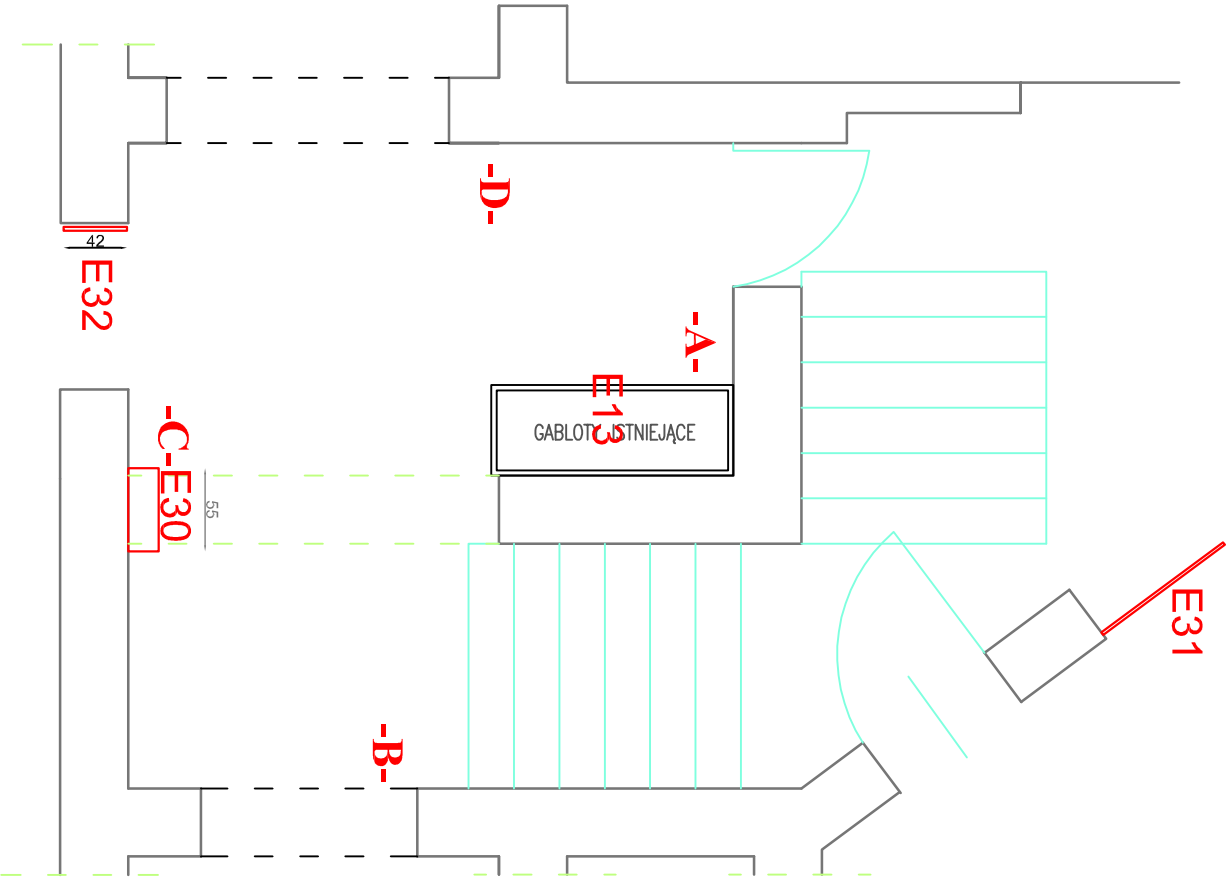 -D-
42
E32
-A-
E13
GABLOTY ISTNIEJĄCE
-C-
E30
55
E31
-B-